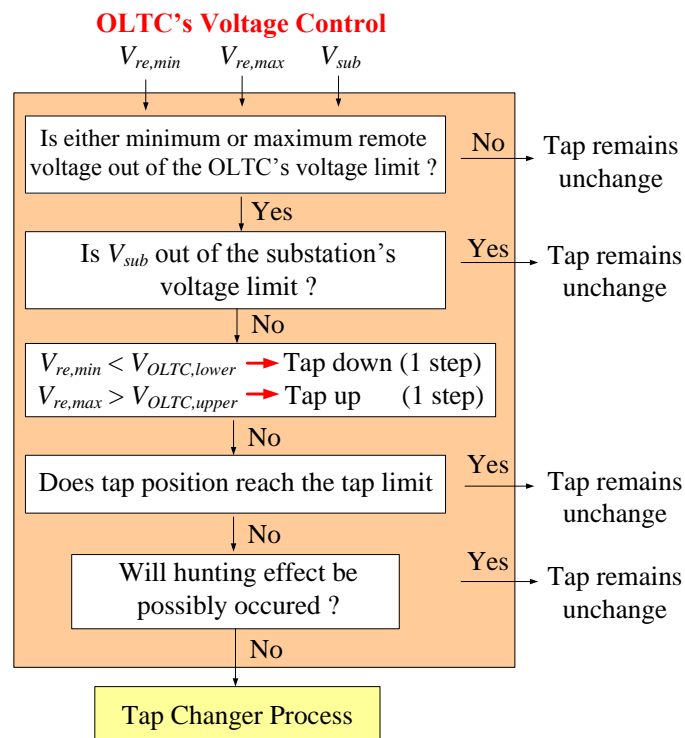 OLTC's Voltage Control
V_re,min V_re,max V_sub
Is either minimum or maximum remote
voltage out of the OLTC's voltage limit ?
No
Tap remains
unchange
Yes
Is V_sub out of the substation's
voltage limit ?
Yes
Tap remains
unchange
No
V_re,min < V_OLTC,lower → Tap down (1 step)
V_re,max > V_OLTC,upper → Tap up (1 step)
No
Does tap position reach the tap limit
Yes
Tap remains
unchange
No
Will hunting effect be
possibly occured ?
Yes
Tap remains
unchange
No
Tap Changer Process